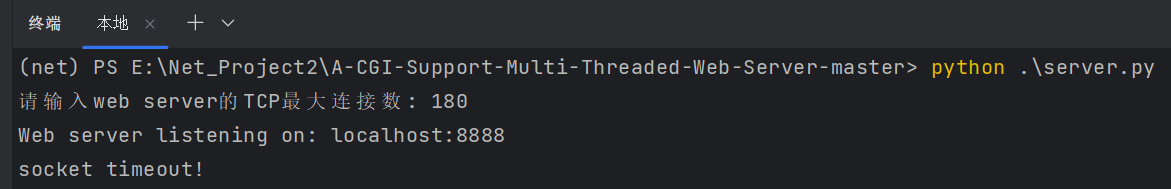 终端 本地 × +
(net) PS E:\Net_Project2\A-CGI-Support-Multi-Threaded-Web-Server-master> python .\server.py
请输入web server的TCP最大连接数: 180
Web server listening on: localhost:8888
socket timeout!